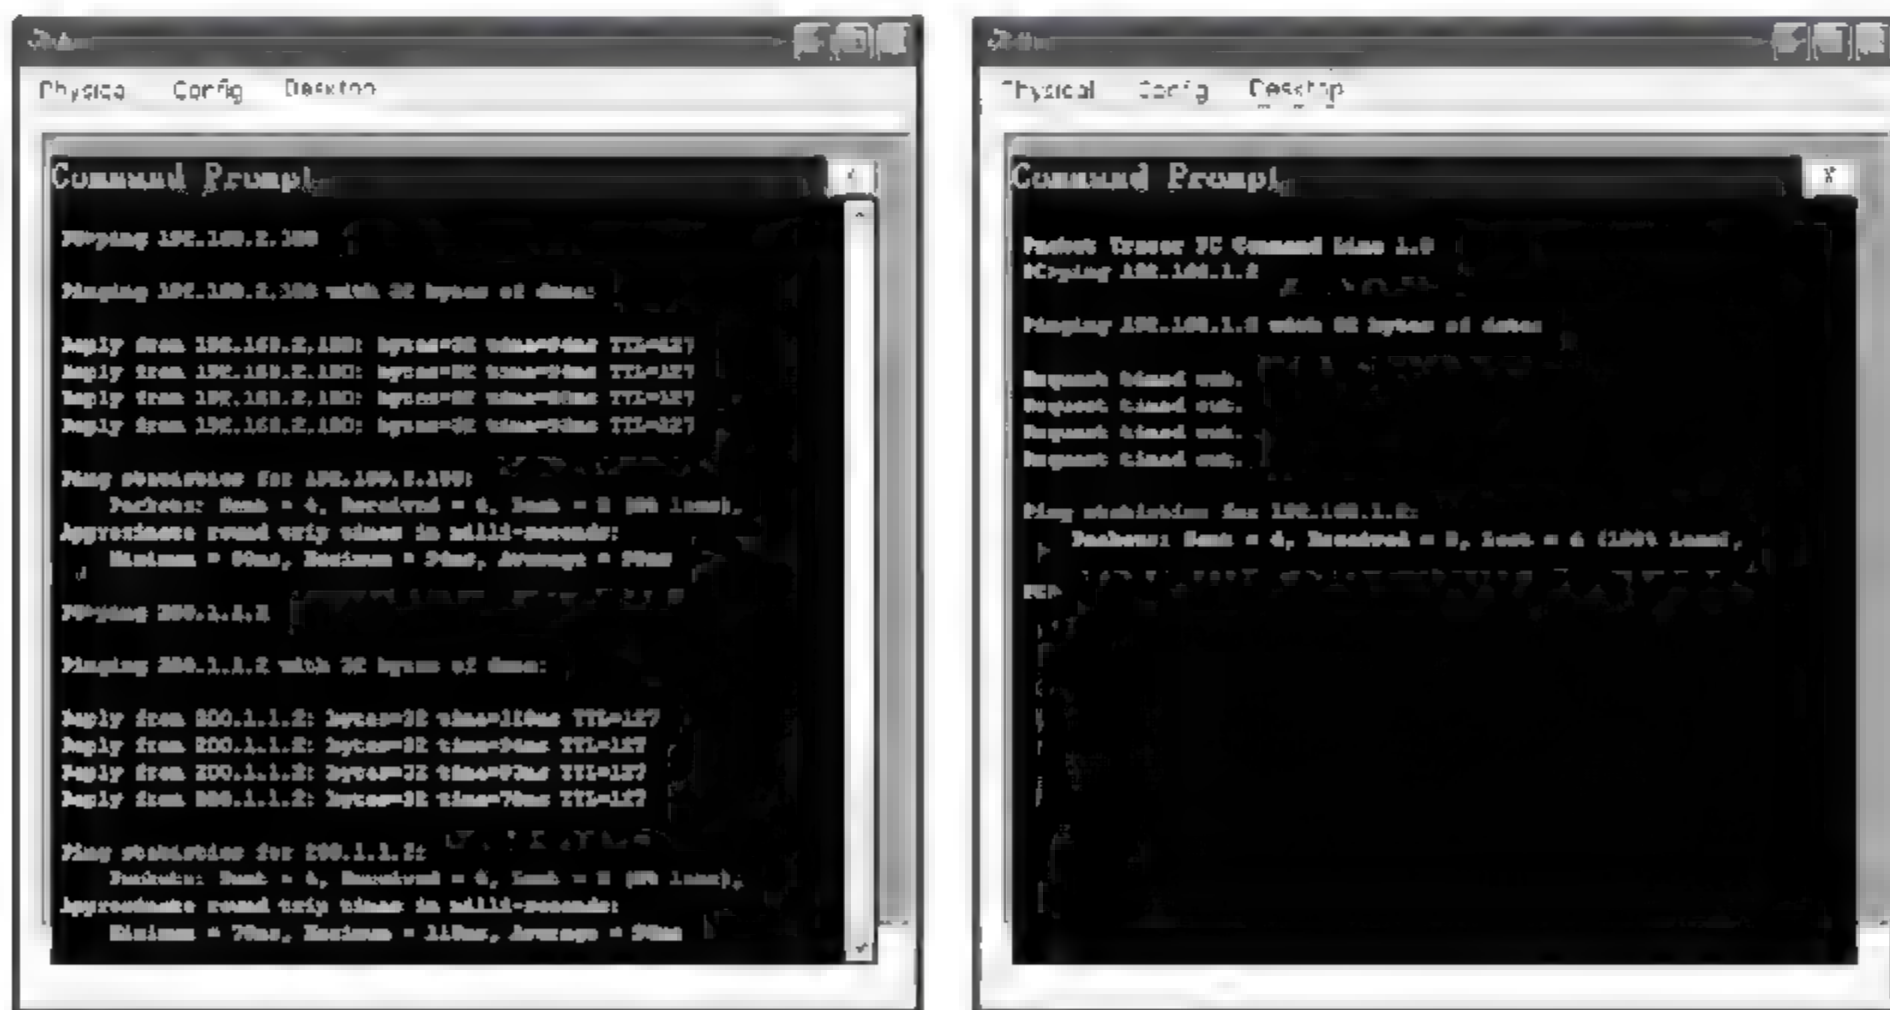 Physical Config Desktop
Command Prompt
PC>ping 192.168.2.100
Pinging 192.168.2.100 with 32 bytes of data:
Reply from 192.168.2.100: bytes=32 TTL=127
Reply from 192.168.2.100: bytes=32 TTL=127
Reply from 192.168.2.100: bytes=32 TTL=127
Reply from 192.168.2.100: bytes=32 TTL=127
Ping statistics for 192.168.2.100:
Packets: Sent = 4, Received = 4, Lost = 0 (0% loss),
Approximate round trip times in milli-seconds:
Minimum = Maximum = 94ms, Average =
PC>ping
Pinging 200.1.1.2 with 32 bytes of data:
Reply from 200.1.1.2: bytes=32 TTL=127
Reply from 200.1.1.2: bytes=32 time=94ms TTL=127
Reply from 200.1.1.2: bytes=32 TTL=127
Reply from 200.1.1.2: bytes=32 TTL=127
Ping statistics for 200.1.1.2:
Packets: Sent = 4, Received = 4, Lost = 0 (0% loss),
Approximate round trip times in milli-seconds:
Minimum = Maximum = Average =
Physical Config Desktop
Command Prompt
X
Packet Tracer PC Command Line 1.0
PC>ping 192.168.1.2
Pinging 192.168.1.2 with 32 bytes of data:
Request timed out.
Request timed out.
Request timed out.
Request timed out.
Ping statistics for 192.168.1.2:
Packets: Sent = 4, Received = 0, Lost = 4 (100% loss),
PC>